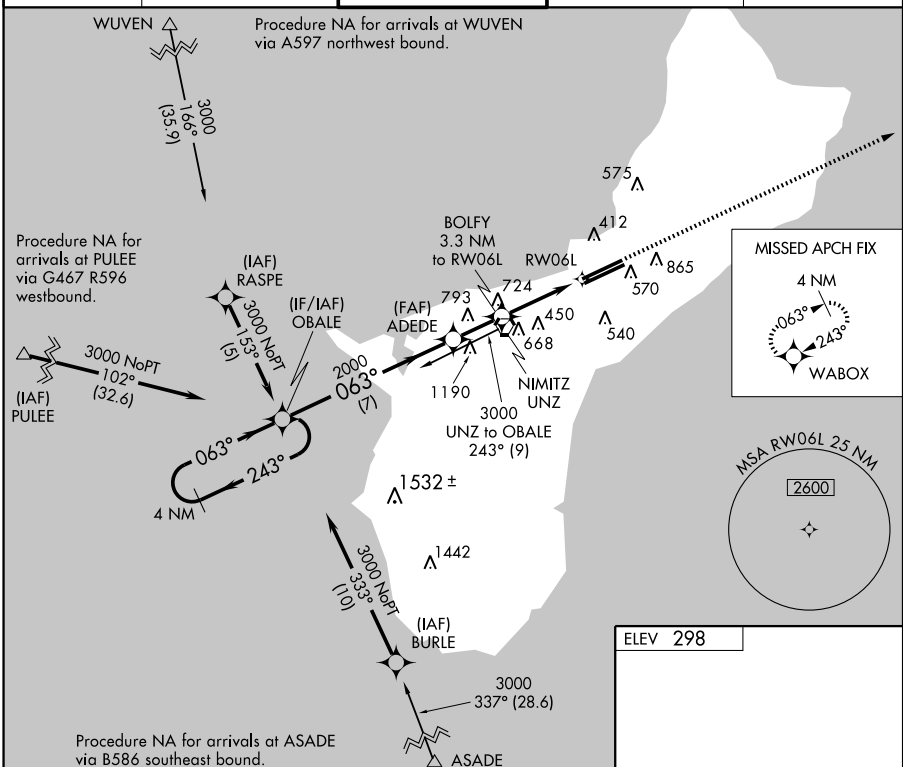 WUVEN
Procedure NA for arrivals at WUVEN
via A597 northwest bound.
3000
166°
(35.9)
575
412
BOLFY
3.3 NM
to RW06L
RW06L
865
570
MISSED APCH FIX
4 NM
063°
243°
WABOX
Procedure NA for
arrivals at PULEE
via G467 R596
westbound.
(IAF)
RASPE
(IF/IAF)
OBALE
(FAF)
ADEDE
793
724
450
668
540
3000 NoPT
153°
(5)
3000 NoPT
102°
(32.6)
(IAF)
PULEE
2000
063°
(7)
1190
NIMITZ
UNZ
3000
UNZ to OBALE
243° (9)
063°
243°
4 NM
MSA RW06L 25 NM
2600
1532 ±
1442
3000 NoPT
333°
(10)
(IAF)
BURLE
ELEV 298
3000
337° (28.6)
Procedure NA for arrivals at ASADE
via B586 southeast bound.
ASADE